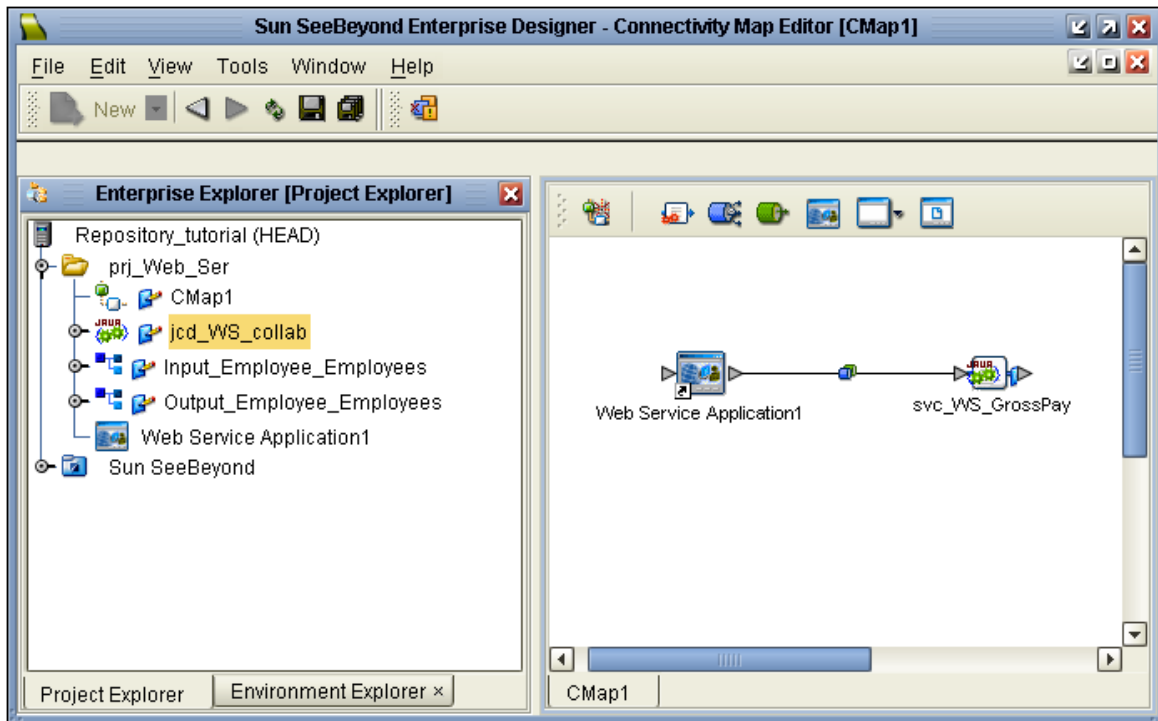 Sun SeeBeyond Enterprise Designer - Connectivity Map Editor [CMap1]
File Edit View Tools Window Help
New
Enterprise Explorer [Project Explorer]
Repository_tutorial (HEAD)
prj_Web_Ser
CMap1
JAVA jcd_WS_collab
Input_Employee_Employees
Output_Employee_Employees
Web Service Application1
Sun SeeBeyond
Project Explorer
Environment Explorer ×
Web Service Application1
JAVA
svc_WS_GrossPay
CMap1